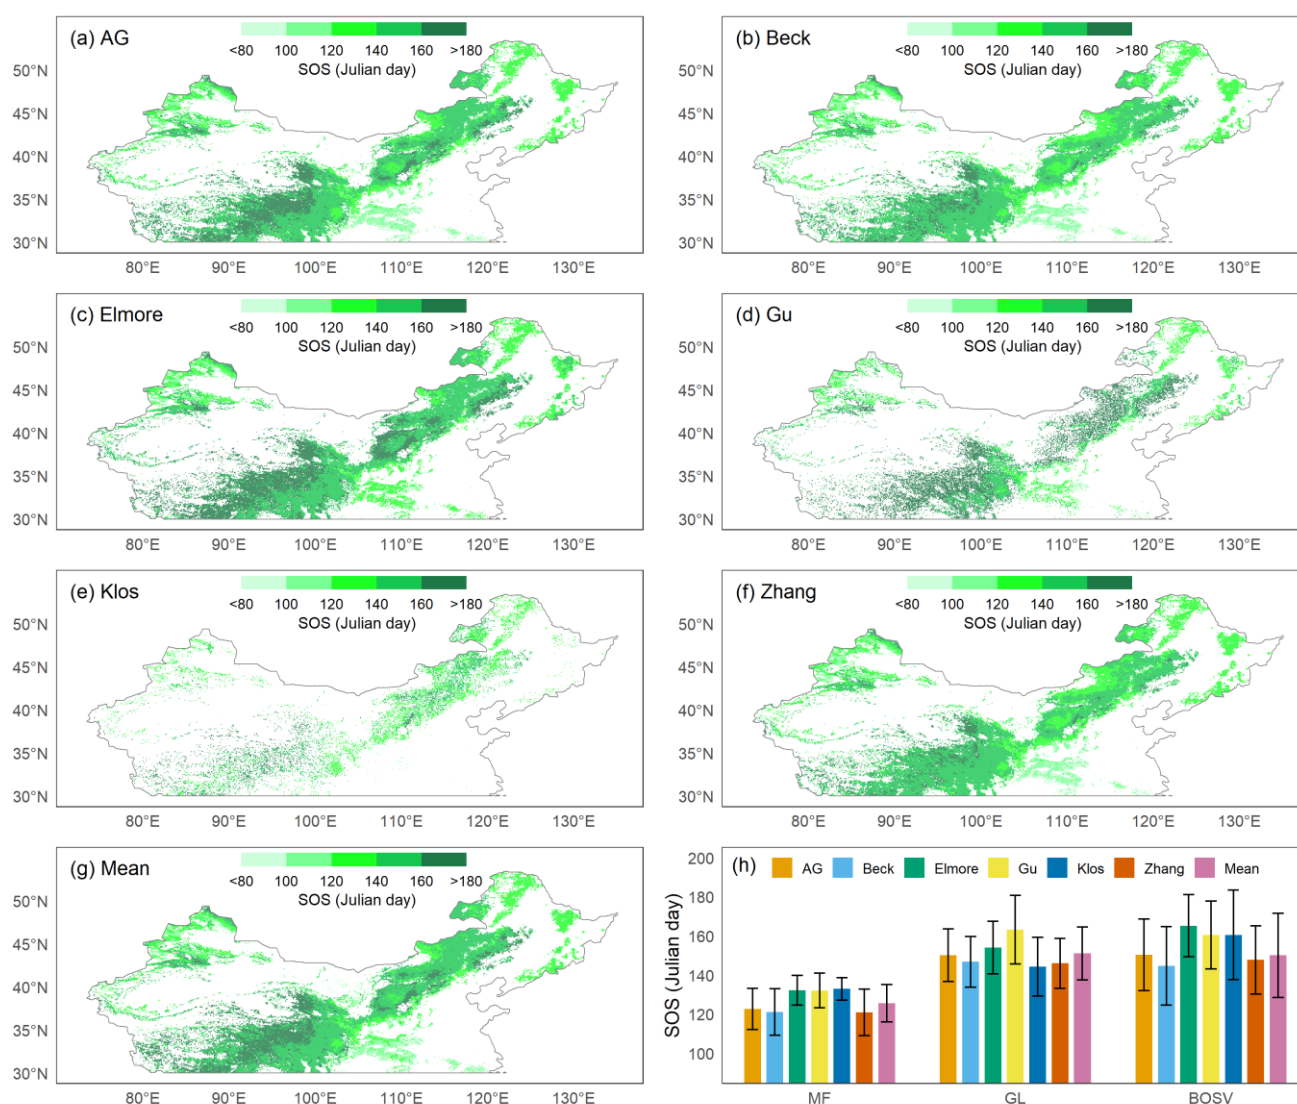 (a) AG
<80 100 120 140 160 >180
SOS (Julian day)
50°N
45°N
40°N
35°N
30°N
80°E 90°E 100°E 110°E 120°E 130°E
(b) Beck
<80 100 120 140 160 >180
SOS (Julian day)
50°N
45°N
40°N
35°N
30°N
80°E 90°E 100°E 110°E 120°E 130°E
(c) Elmore
<80 100 120 140 160 >180
SOS (Julian day)
50°N
45°N
40°N
35°N
30°N
80°E 90°E 100°E 110°E 120°E 130°E
(d) Gu
<80 100 120 140 160 >180
SOS (Julian day)
50°N
45°N
40°N
35°N
30°N
80°E 90°E 100°E 110°E 120°E 130°E
(e) Klos
<80 100 120 140 160 >180
SOS (Julian day)
50°N
45°N
40°N
35°N
30°N
80°E 90°E 100°E 110°E 120°E 130°E
(f) Zhang
<80 100 120 140 160 >180
SOS (Julian day)
50°N
45°N
40°N
35°N
30°N
80°E 90°E 100°E 110°E 120°E 130°E
(g) Mean
<80 100 120 140 160 >180
SOS (Julian day)
50°N
45°N
40°N
35°N
30°N
80°E 90°E 100°E 110°E 120°E 130°E
(h)
AG Beck Elmore Gu Klos Zhang Mean
SOS (Julian day)
200
180
160
140
120
100
MF GL BOSV